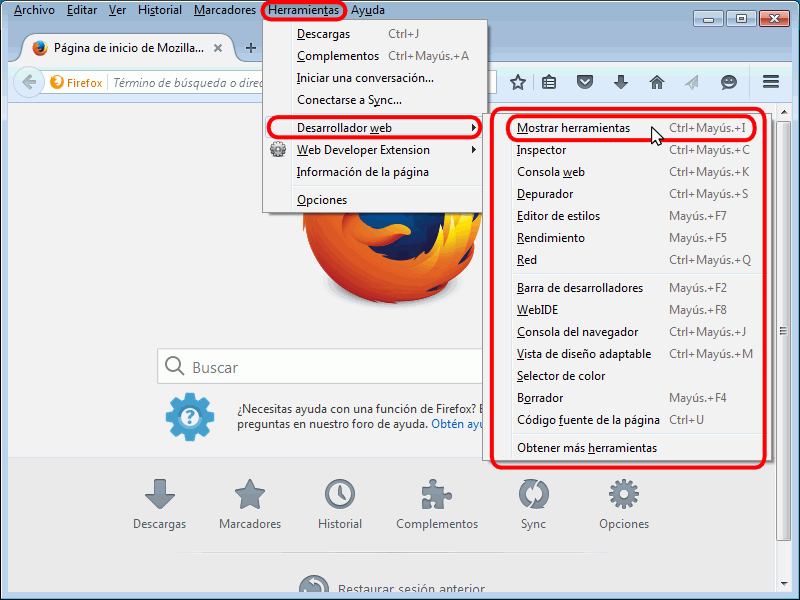 Archivo Editar Ver Historial Marcadores Herramientas Ayuda
Página de inicio de Mozilla...
Firefox Término de búsqueda o direc
Descargas Ctrl+J
Complementos Ctrl+Mayús.+A
Iniciar una conversación...
Conectarse a Sync...
Desarrollador web
Web Developer Extension
Información de la página
Opciones
Mostrar herramientas Ctrl+Mayús.+I
Inspector Ctrl+Mayús.+C
Consola web Ctrl+Mayús.+K
Depurador Ctrl+Mayús.+S
Editor de estilos Mayús.+F7
Rendimiento Mayús.+F5
Red Ctrl+Mayús.+Q
Barra de desarrolladores Mayús.+F2
WebIDE Mayús.+F8
Consola del navegador Ctrl+Mayús.+J
Vista de diseño adaptable Ctrl+Mayús.+M
Selector de color
Borrador Mayús.+F4
Código fuente de la página Ctrl+U
Obtener más herramientas
Buscar
¿Necesitas ayuda con una función de Firefox?
preguntas en nuestro foro de ayuda. Obtén ayu
Descargas Marcadores Historial Complementos Sync Opciones
Restaurar sesión anterior